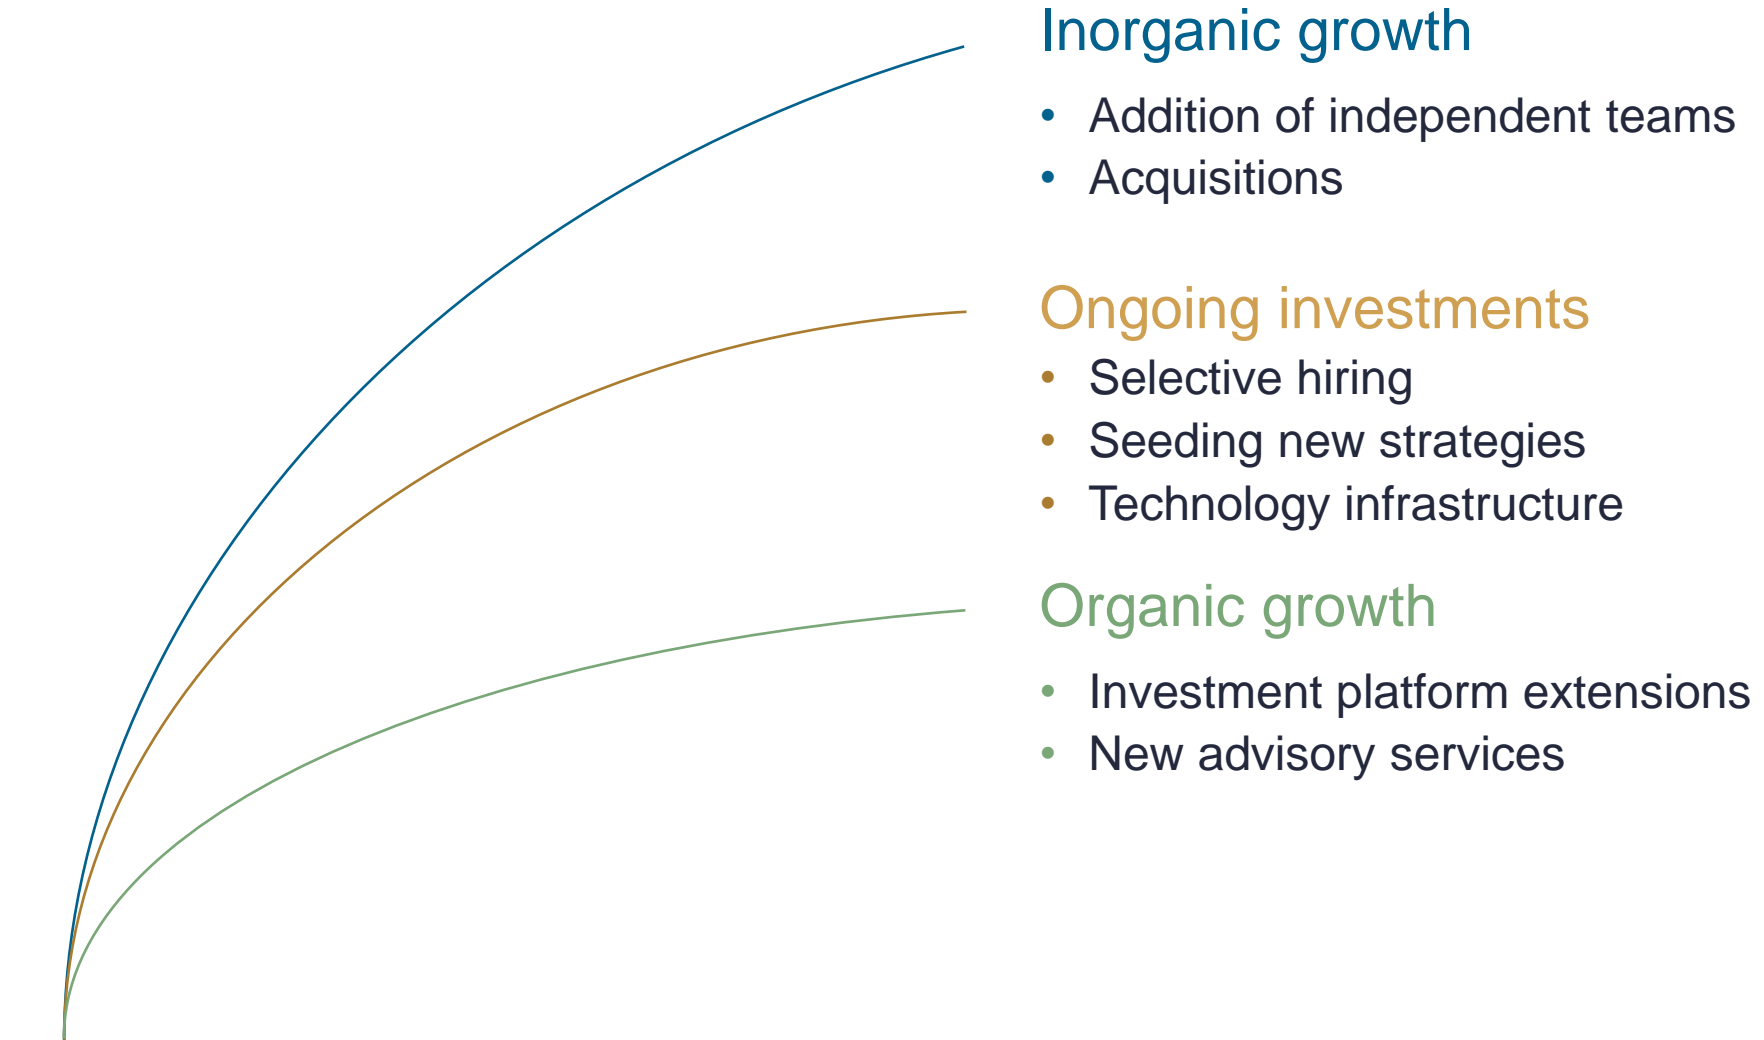 Inorganic growth
• Addition of independent teams
• Acquisitions
Ongoing investments
• Selective hiring
• Seeding new strategies
• Technology infrastructure
Organic growth
• Investment platform extensions
• New advisory services